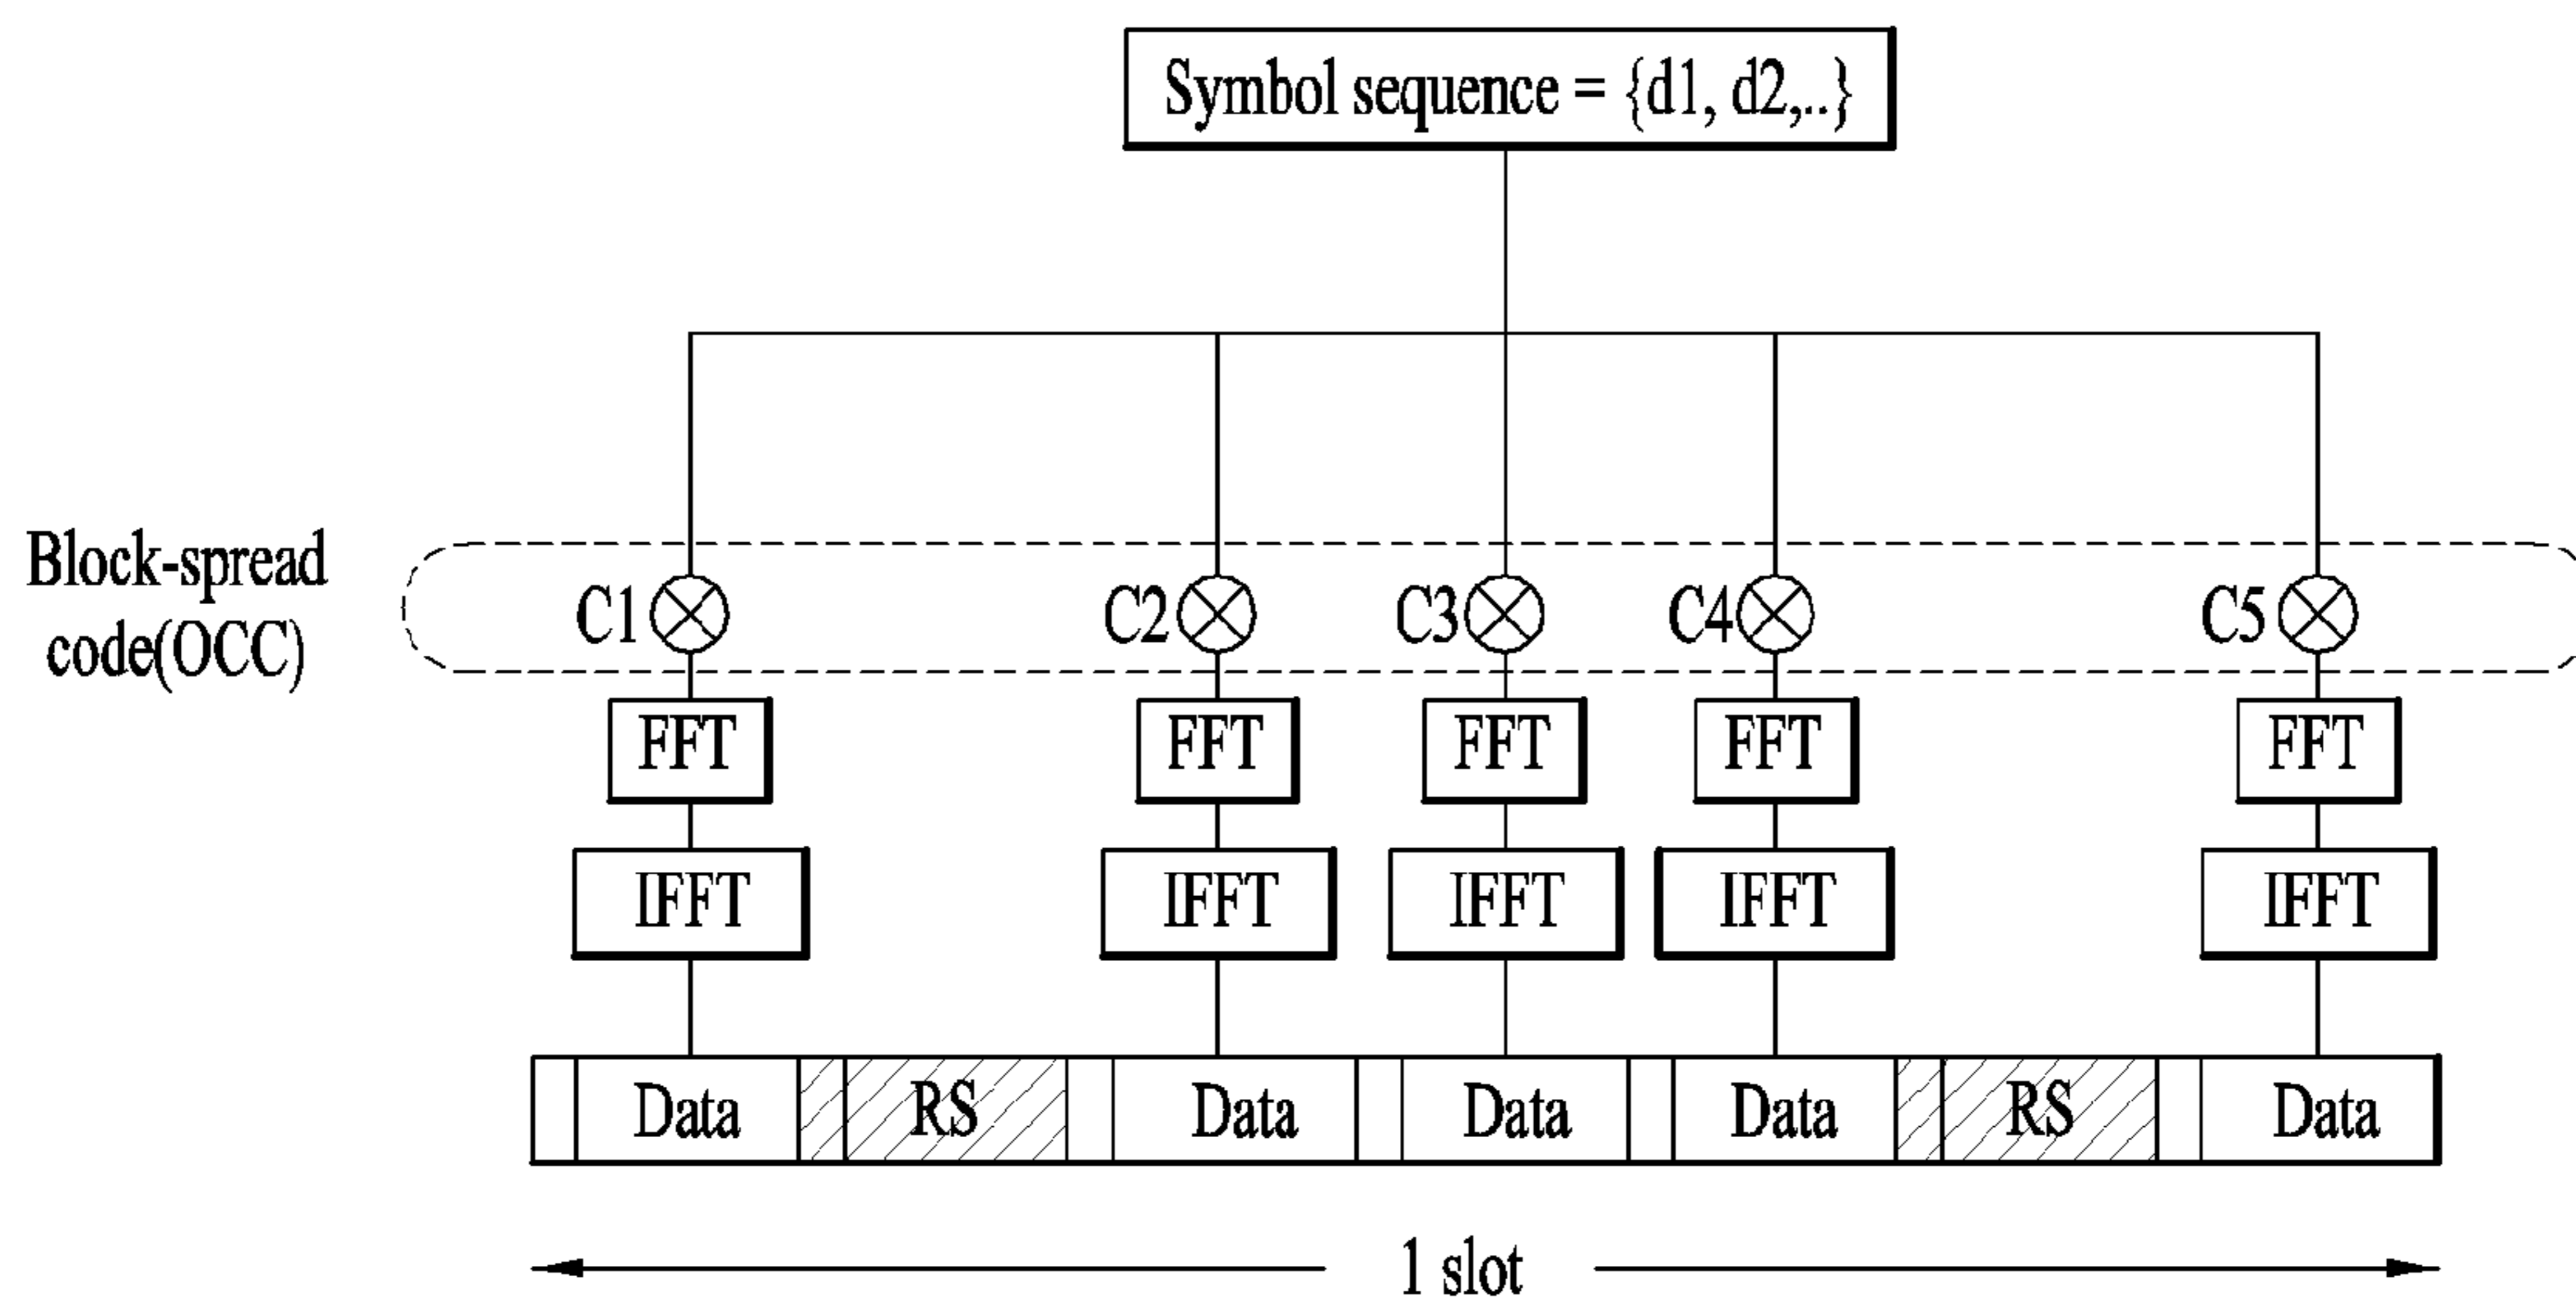 Symbol sequence = {d1, d2,..}
Block-spread
code(OCC)
C1 C2 C3 C4 C5
FFT FFT FFT FFT FFT
IFFT IFFT IFFT IFFT IFFT
Data RS Data Data Data RS Data
1 slot